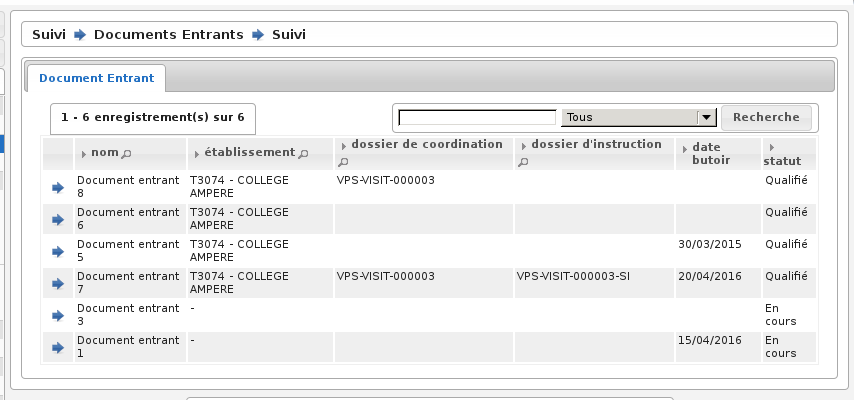 Suivi Documents Entrants Suivi
Document Entrant
1 - 6 enregistrement(s) sur 6
Tous
Recherche
nom établissement dossier de coordination dossier d'instruction date butoir statut
Document entrant 8 T3074 - COLLEGE AMPERE VPS-VISIT-000003 Qualifié
Document entrant 6 T3074 - COLLEGE AMPERE Qualifié
Document entrant 5 T3074 - COLLEGE AMPERE 30/03/2015 Qualifié
Document entrant 7 T3074 - COLLEGE AMPERE VPS-VISIT-000003 VPS-VISIT-000003-SI 20/04/2016 Qualifié
Document entrant 3 - En cours
Document entrant 1 - 15/04/2016 En cours